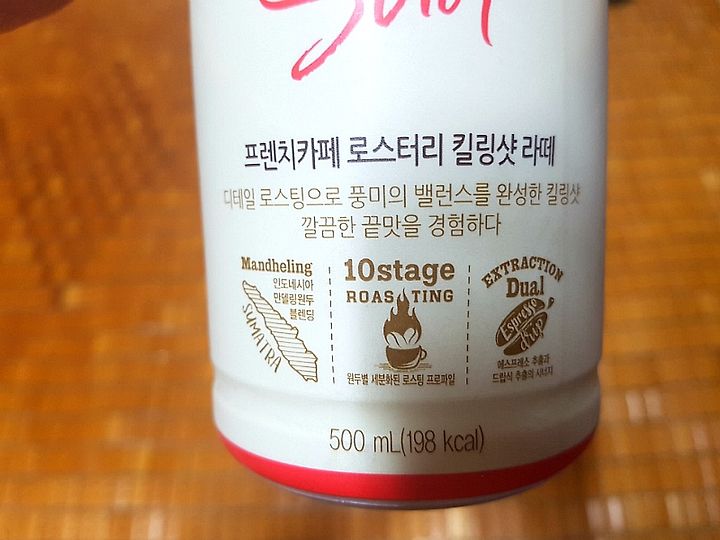 프렌치카페 로스터리 킬링샷 라떼
디테일 로스팅으로 풍미의 밸런스를 완성한 킬링샷
깔끔한 끝맛을 경험하다
Mandheling
인도네시아
만델링원두
블렌딩
SUMATRA
10stage
ROASTING
원두별 세분화된 로스팅 프로파일
EXTRACTION
Dual
Espresso
drip
에스프레소 추출과
드립식 추출의 시너지
500 mL(198 kcal)